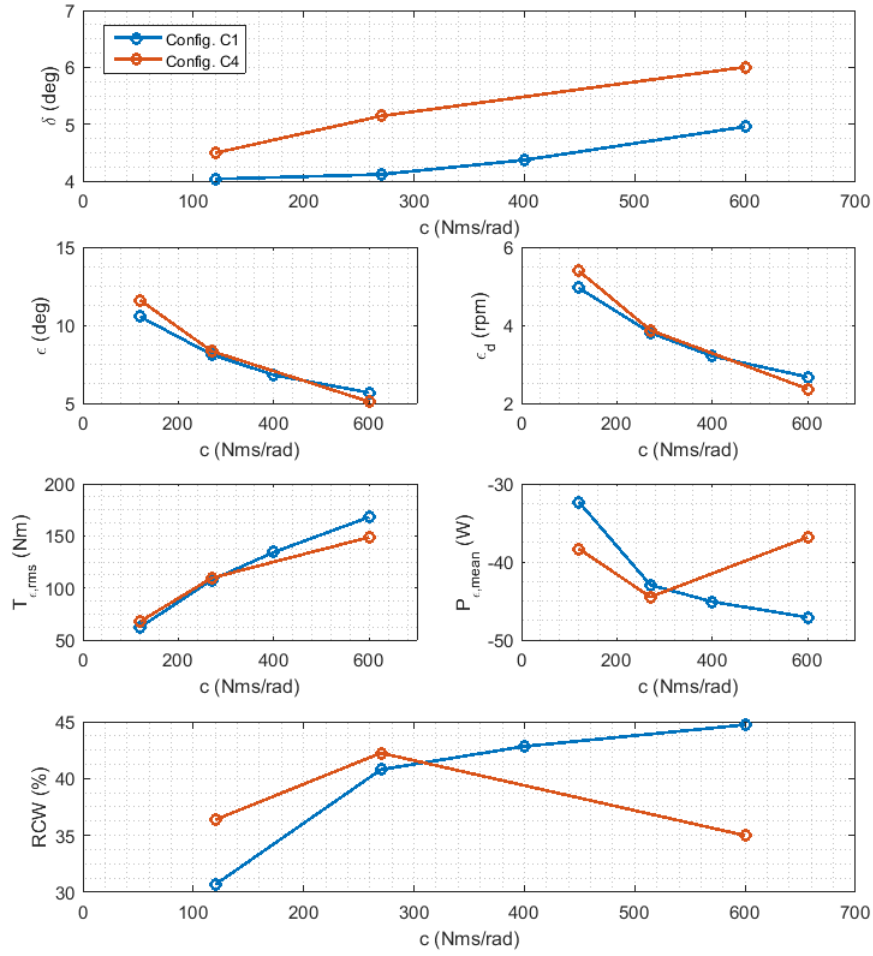 7
6
5
4
δ (deg)
Config. C1
Config. C4
0 100 200 300 400 500 600 700
c (Nms/rad)
15
10
5
ϵ (deg)
0 200 400 600
c (Nms/rad)
6
4
2
ϵd (rpm)
0 200 400 600
c (Nms/rad)
200
150
100
50
Tϵ,rms (Nm)
0 200 400 600
c (Nms/rad)
-30
-40
-50
Pϵ,mean (W)
0 200 400 600
c (Nms/rad)
45
40
35
30
RCW (%)
0 100 200 300 400 500 600 700
c (Nms/rad)